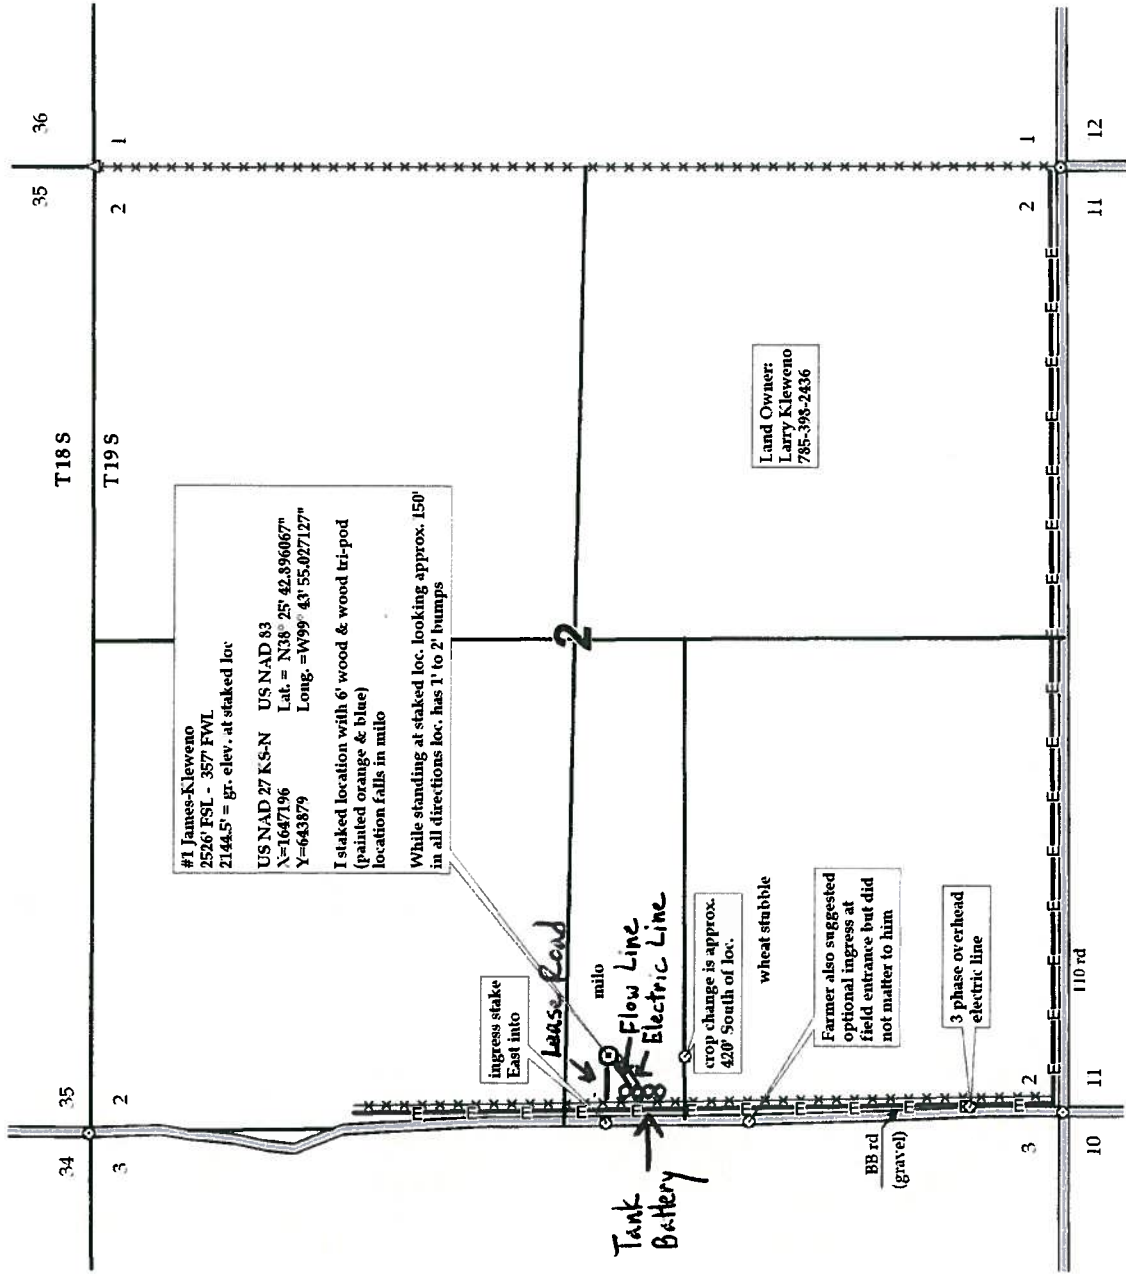 T18 S
T19 S
34
35
35
36
3
2
2
1
#1 James-Kleweno
2526' FSL - 357' FWL
2144.5' = gr. elev. at staked loc
US NAD 27 KS-N US NAD 83
X=1647196 Lat. = N38° 25' 42.896067"
Y=643879 Long. =W99° 43' 55.027127"
I staked location with 6' wood & wood tri-pod
(painted orange & blue)
location falls in milo
While standing at staked loc. looking approx. 150'
in all directions loc. has 1' to 2' bumps
ingress stake
East into
Lease Road
2
milo
Flow Line
Electric Line
Tank
Battery
crop change is approx.
420' South of loc.
wheat stubble
Land Owner:
Larry Kleweno
785-398-2436
Farmer also suggested
optional ingress at
field entrance but did
not matter to him
BB rd
(gravel)
3 phase overhead
electric line
E E E E E E E E E E E
E E E E E E E E E E E E E E E E
3
2
2
1
10
11
110 rd
11
12